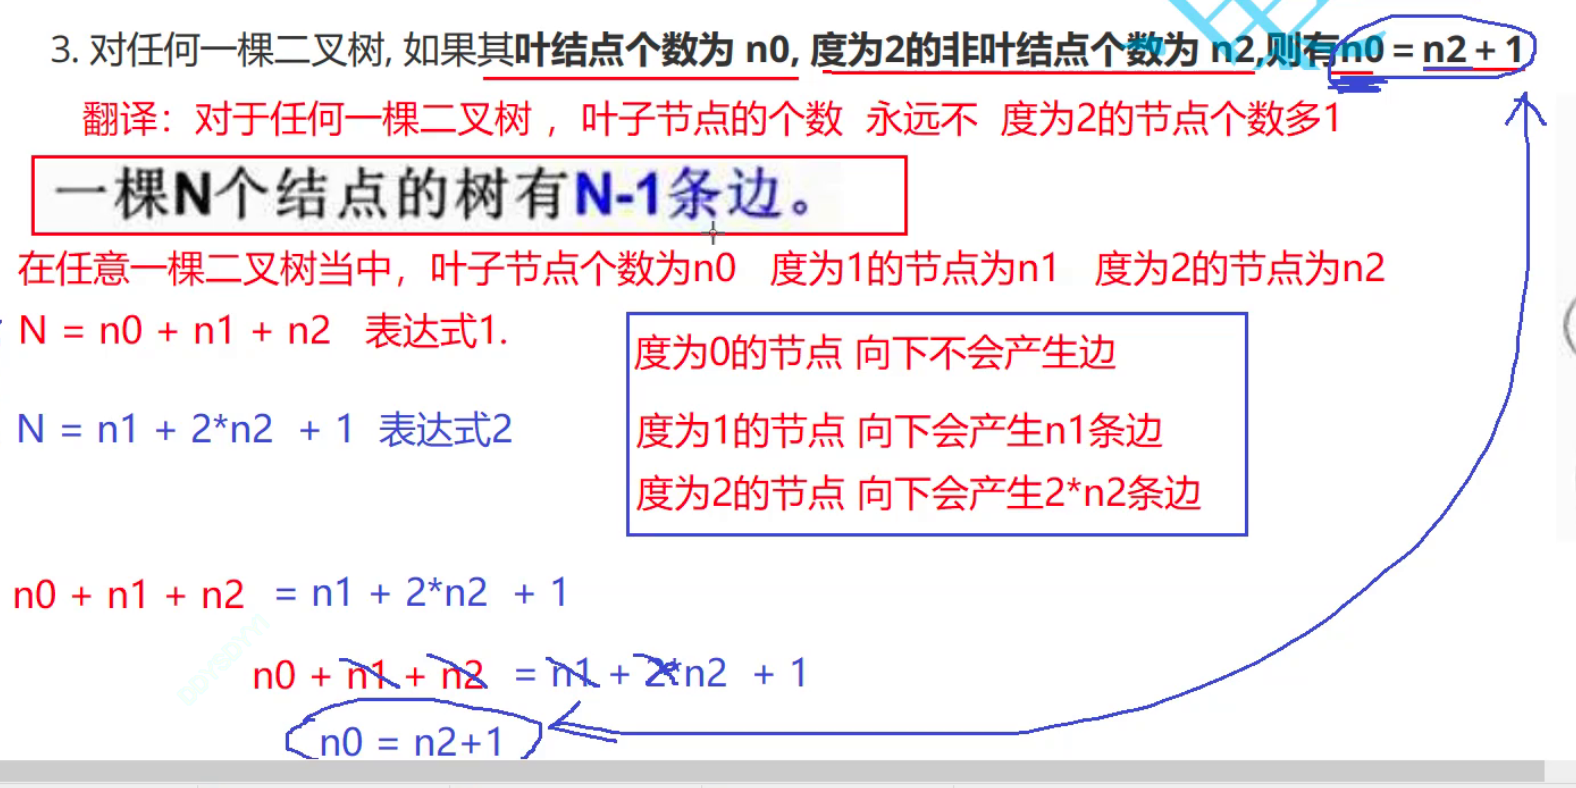 3. 对任何一棵二叉树, 如果其叶结点个数为 n0, 度为2的非叶结点个数为 n2,则有n0 = n2 + 1
翻译：对于任何一棵二叉树 ，叶子节点的个数 永远不 度为2的节点个数多1
一棵N个结点的树有N-1条边。
在任意一棵二叉树当中，叶子节点个数为n0 度为1的节点为n1 度为2的节点为n2
N = n0 + n1 + n2 表达式1.
N = n1 + 2*n2 + 1 表达式2
度为0的节点 向下不会产生边
度为1的节点 向下会产生n1条边
度为2的节点 向下会产生2*n2条边
n0 + n1 + n2 = n1 + 2*n2 + 1
n0 + n1 + n2 = n1 + 2*n2 + 1
n0 = n2+1